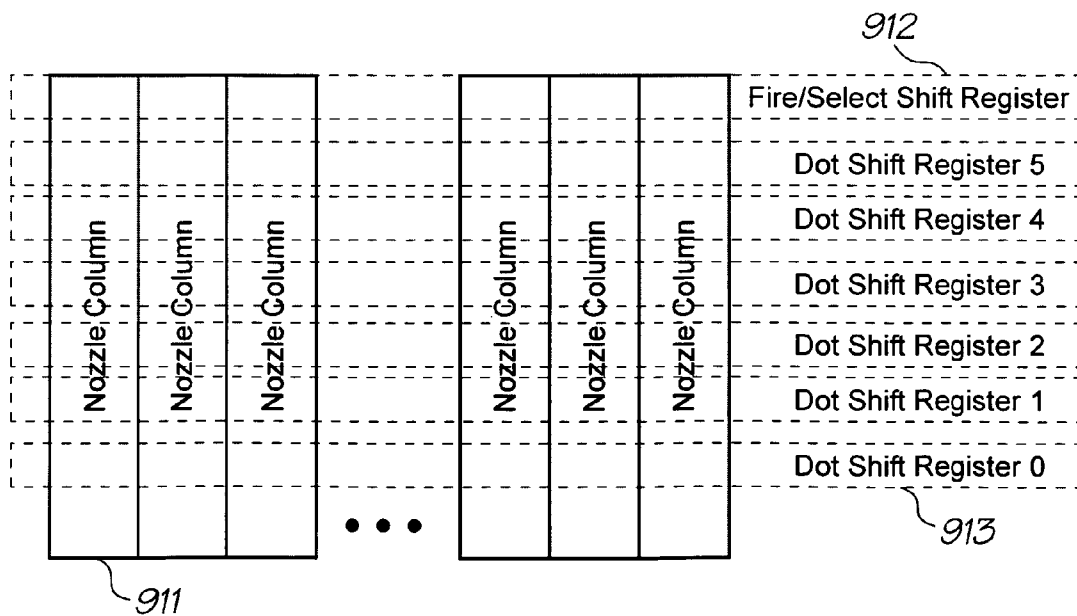 912
Fire/Select Shift Register
Dot Shift Register 5
Dot Shift Register 4
Dot Shift Register 3
Dot Shift Register 2
Dot Shift Register 1
Dot Shift Register 0
Nozzle Column
Nozzle Column
Nozzle Column
Nozzle Column
Nozzle Column
Nozzle Column
913
911